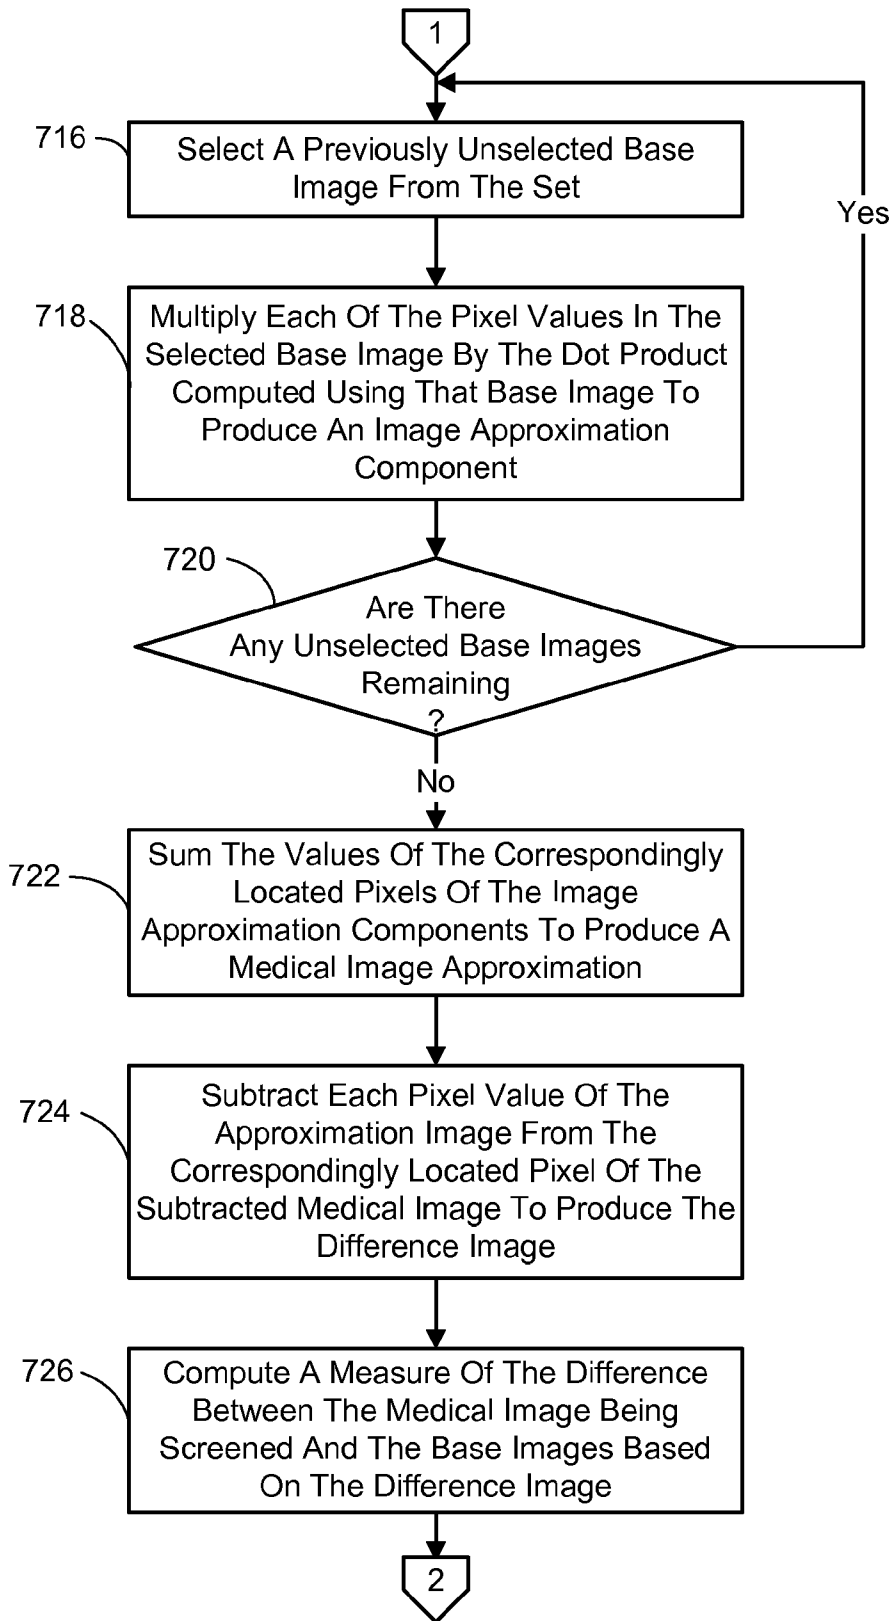 1
716
Select A Previously Unselected Base
Image From The Set
Yes
718
Multiply Each Of The Pixel Values In The
Selected Base Image By The Dot Product
Computed Using That Base Image To
Produce An Image Approximation
Component
720
Are There
Any Unselected Base Images
Remaining
?
No
722
Sum The Values Of The Correspondingly
Located Pixels Of The Image
Approximation Components To Produce A
Medical Image Approximation
724
Subtract Each Pixel Value Of The
Approximation Image From The
Correspondingly Located Pixel Of The
Subtracted Medical Image To Produce The
Difference Image
726
Compute A Measure Of The Difference
Between The Medical Image Being
Screened And The Base Images Based
On The Difference Image
2